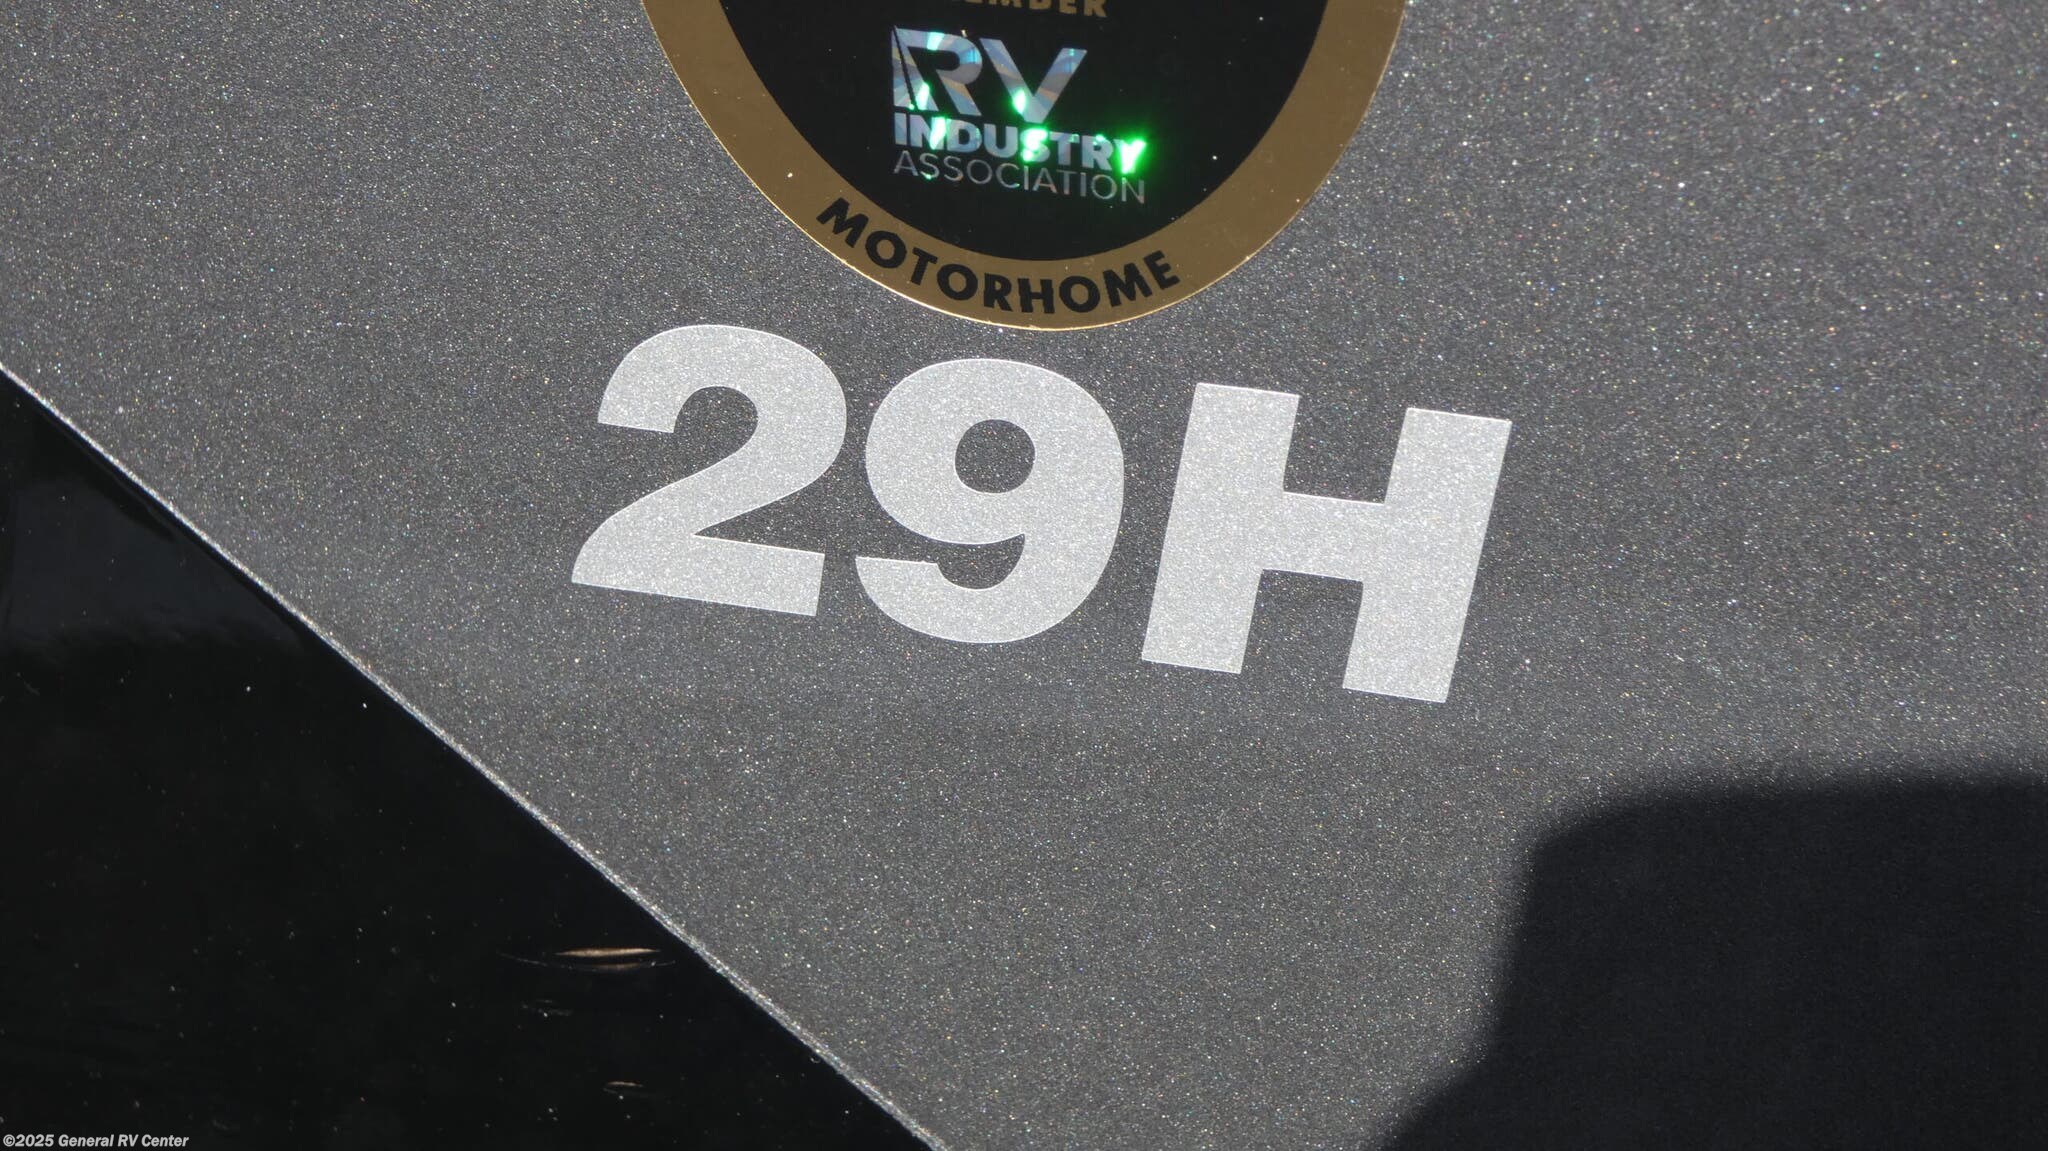 RV
INDUSTRY
ASSOCIATION
MOTORHOME
29H
©2025 General RV Center